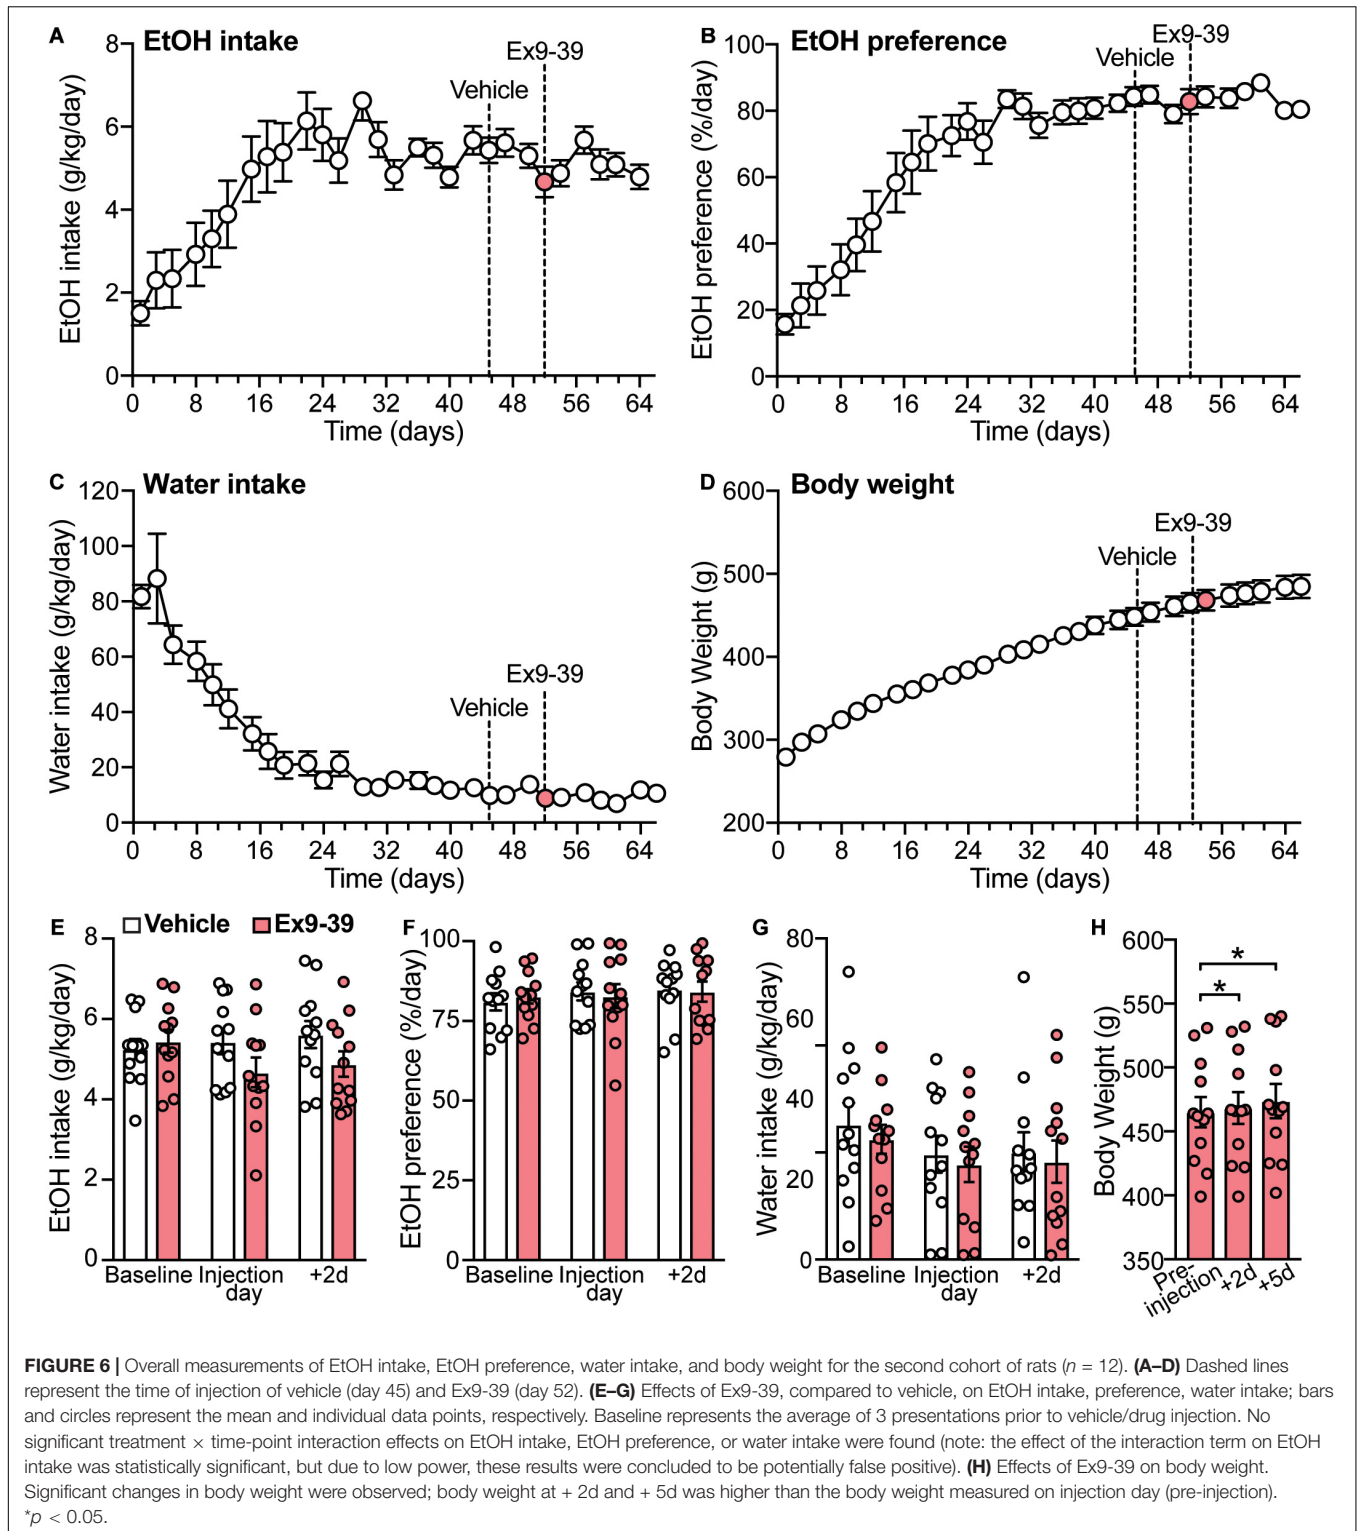 A EtOH intake
Ex9-39
Vehicle
EtOH intake (g/kg/day)
8
6
4
2
0
0 8 16 24 32 40 48 56 64
Time (days)
B EtOH preference
Ex9-39
Vehicle
EtOH preference (%/day)
100
80
60
40
20
0
0 8 16 24 32 40 48 56 64
Time (days)
C Water intake
Ex9-39
Vehicle
Water intake (g/kg/day)
120
100
80
60
40
20
0
0 8 16 24 32 40 48 56 64
Time (days)
D Body weight
Ex9-39
Vehicle
Body Weight (g)
600
500
400
300
200
0 8 16 24 32 40 48 56 64
Time (days)
E Vehicle Ex9-39
EtOH intake (g/kg/day)
8
6
4
2
0
Baseline Injection day +2d
F
EtOH preference (%/day)
100
75
50
25
0
Baseline Injection day +2d
G
Water intake (g/kg/day)
80
60
40
20
0
Baseline Injection day +2d
H
Body Weight (g)
600
550
500
450
400
350
*
*
Pre-injection +2d +5d
FIGURE 6 | Overall measurements of EtOH intake, EtOH preference, water intake, and body weight for the second cohort of rats (n = 12). (A–D) Dashed lines
represent the time of injection of vehicle (day 45) and Ex9-39 (day 52). (E–G) Effects of Ex9-39, compared to vehicle, on EtOH intake, preference, water intake; bars
and circles represent the mean and individual data points, respectively. Baseline represents the average of 3 presentations prior to vehicle/drug injection. No
significant treatment × time-point interaction effects on EtOH intake, EtOH preference, or water intake were found (note: the effect of the interaction term on EtOH
intake was statistically significant, but due to low power, these results were concluded to be potentially false positive). (H) Effects of Ex9-39 on body weight.
Significant changes in body weight were observed; body weight at + 2d and + 5d was higher than the body weight measured on injection day (pre-injection).
*p < 0.05.